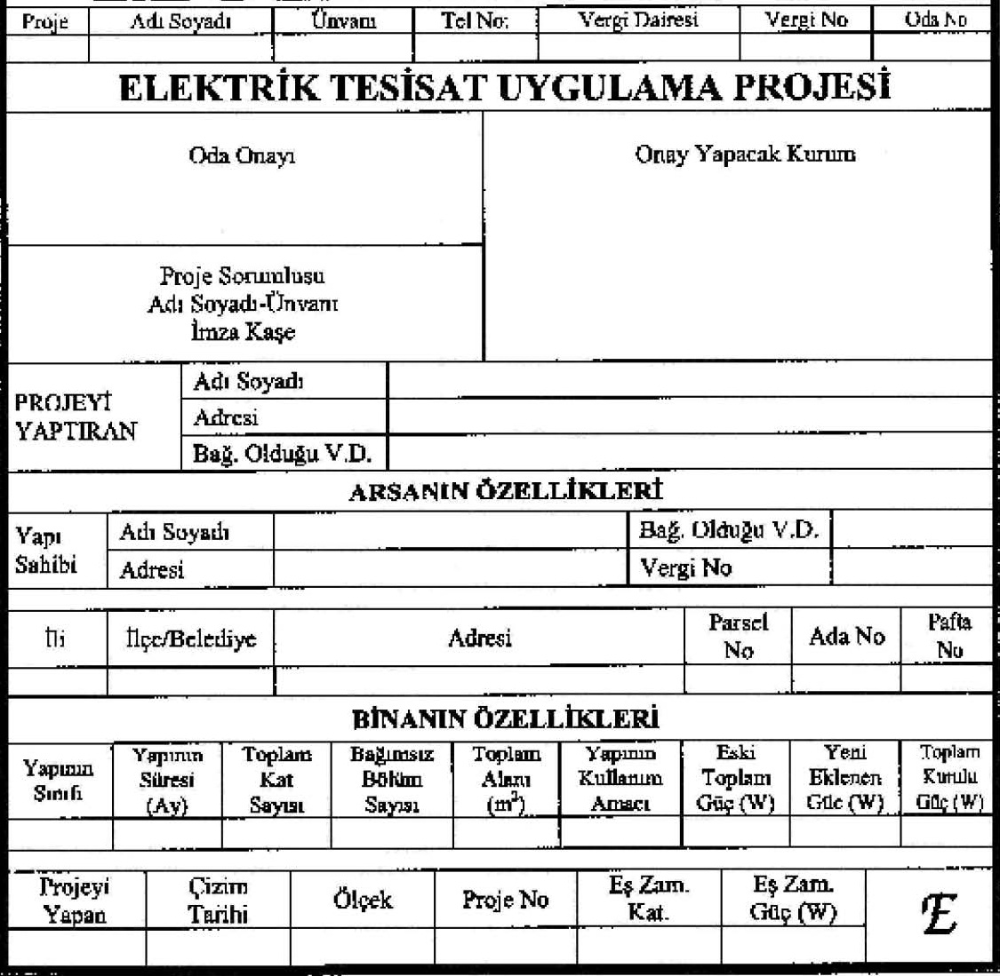 Proje Adı Soyadı Ünvanı Tel No: Vergi Dairesi Vergi No Oda No
ELEKTRİK TESİSAT UYGULAMA PROJESİ
Oda Onayı
Onay Yapacak Kurum
Proje Sorumlusu
Adı Soyadı-Ünvanı
İmza Kaşe
PROJEYİ
YAPTIRAN
Adı Soyadı
Adresi
Bağ. Olduğu V.D.
ARSANIN ÖZELLİKLERİ
Yapı
Sahibi
Adı Soyadı
Adresi
Bağ. Olduğu V.D.
Vergi No
İli
İlçe/Belediye
Adresi
Parsel
No
Ada No
Pafta
No
BİNANIN ÖZELLİKLERİ
Yapının
Sınıfı
Yapının
Süresi
(Ay)
Toplam
Kat
Sayısı
Bağımsız
Bölüm
Sayısı
Toplam
Alanı
(m²)
Yapının
Kullanım
Amacı
Eski
Toplam
Güç (W)
Yeni
Eklenen
Güç (W)
Toplam
Kurulu
Güç (W)
Projeyi
Yapan
Çizim
Tarihi
Ölçek
Proje No
Eş Zam.
Kat.
Eş Zam.
Güç (W)
E